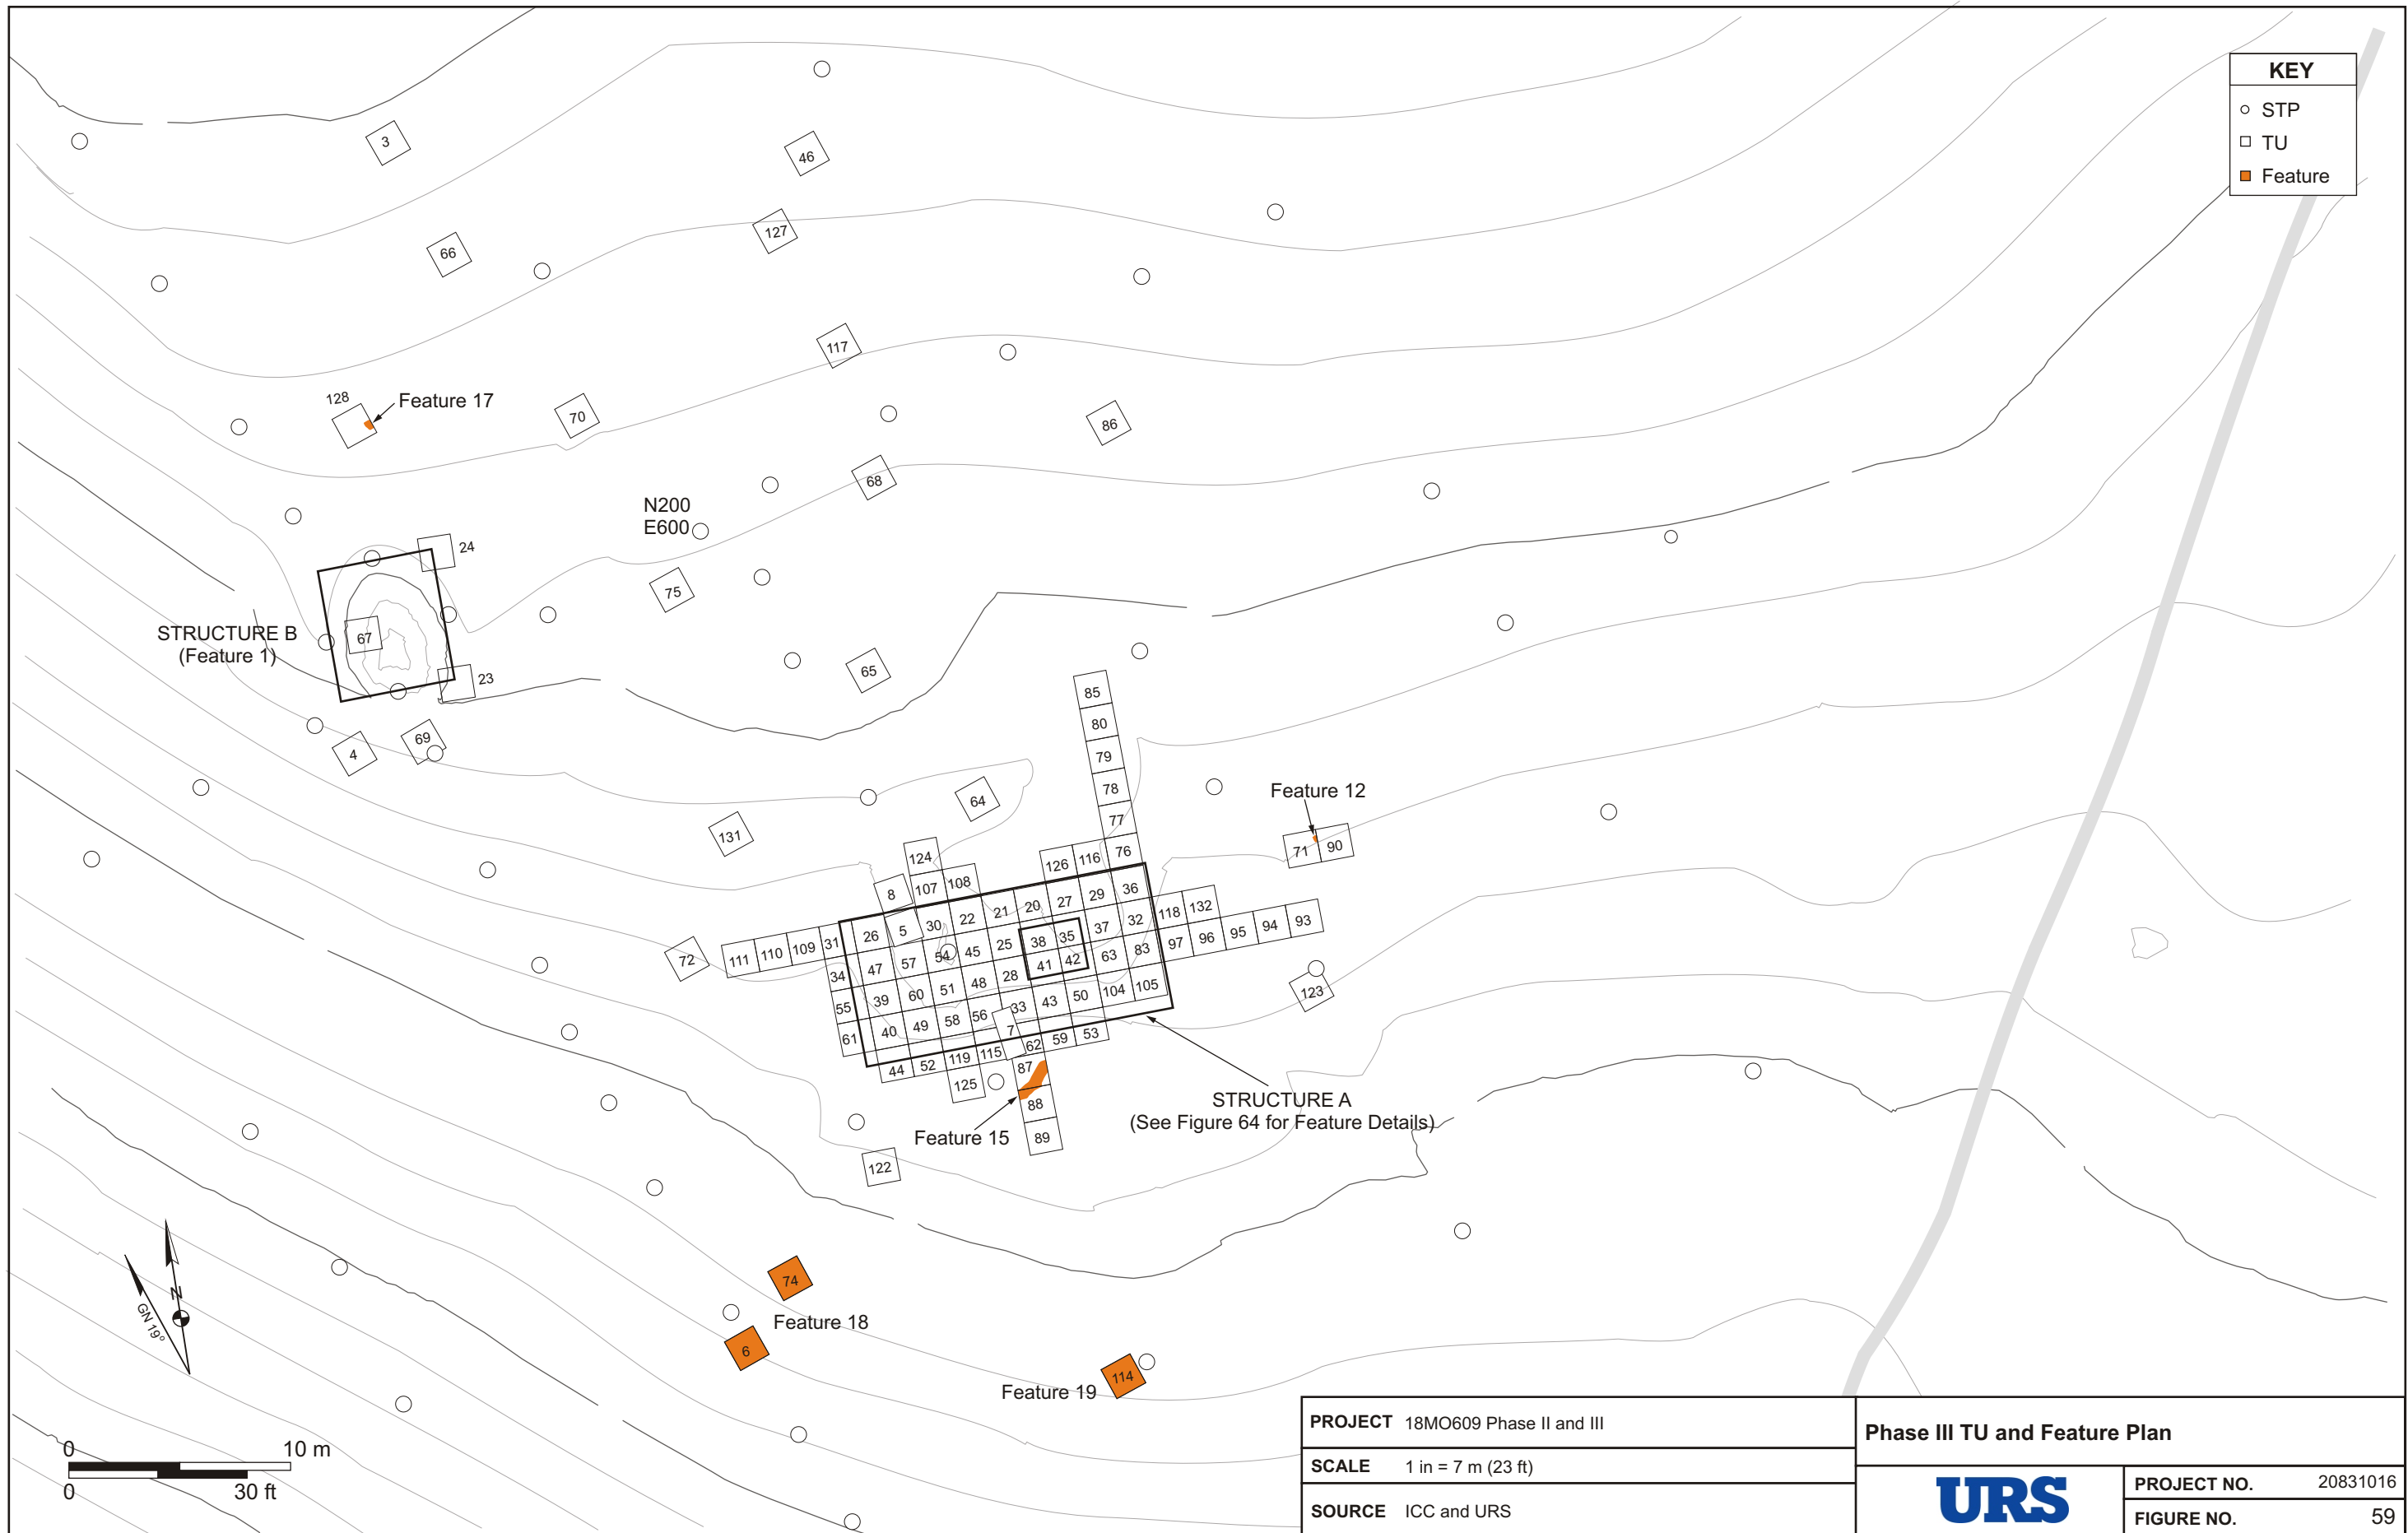 KEY
STP
TU
Feature
3
46
127
66
117
128
Feature 17
70
86
68
N200
E600
24
75
STRUCTURE B
(Feature 1)
67
65
23
69
4
85
80
79
78
77
76
64
131
Feature 12
71 90
124
107 108
8
126 116
26 5 30 22 21 20 27 29 36
111 110 109 31
72
47 57 54 45 25 38 35 37 32 118 132
34
39 60 51 48 28 41 42 63 83 97 96 95 94 93
55
40 49 58 56 33 43 50 104 105
61
7
44 52 119 115 62 59 53
125
87
88
89
123
Feature 15
STRUCTURE A
(See Figure 64 for Feature Details)
122
74
Feature 18
6
114
Feature 19
N
GN 19°
0 10 m
0 30 ft
PROJECT 18MO609 Phase II and III
SCALE 1 in = 7 m (23 ft)
SOURCE ICC and URS
Phase III TU and Feature Plan
URS
PROJECT NO. 20831016
FIGURE NO. 59